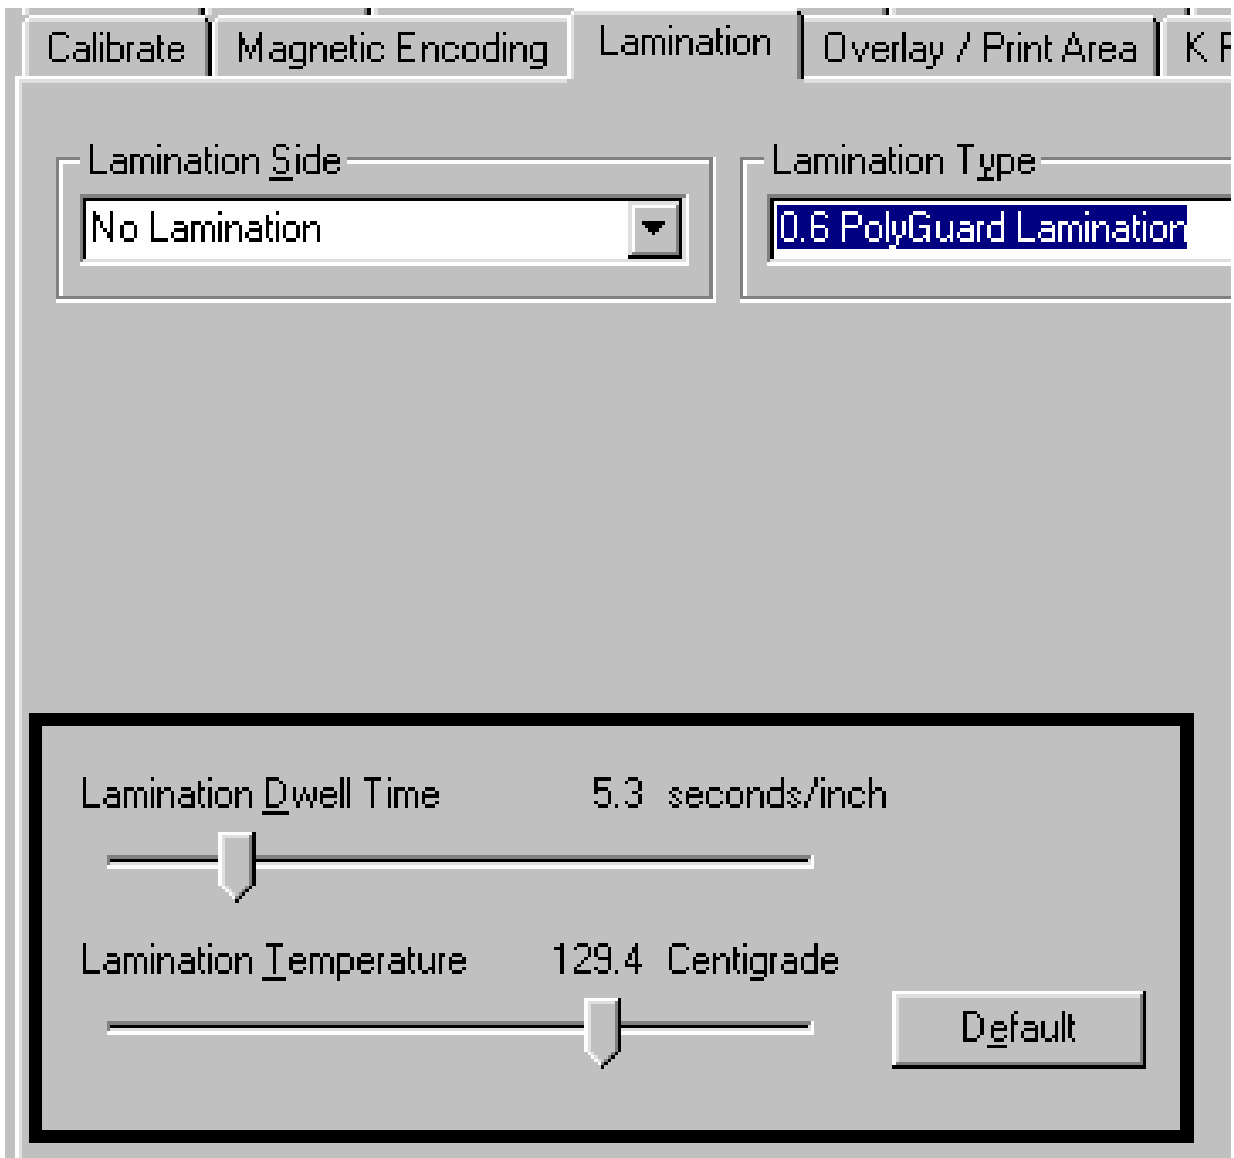 Calibrate Magnetic Encoding Lamination Overlay / Print Area K
Lamination Side Lamination Type
No Lamination 0.6 PolyGuard Lamination
Lamination Dwell Time 5.3 seconds/inch
Lamination Temperature 129.4 Centigrade
Default